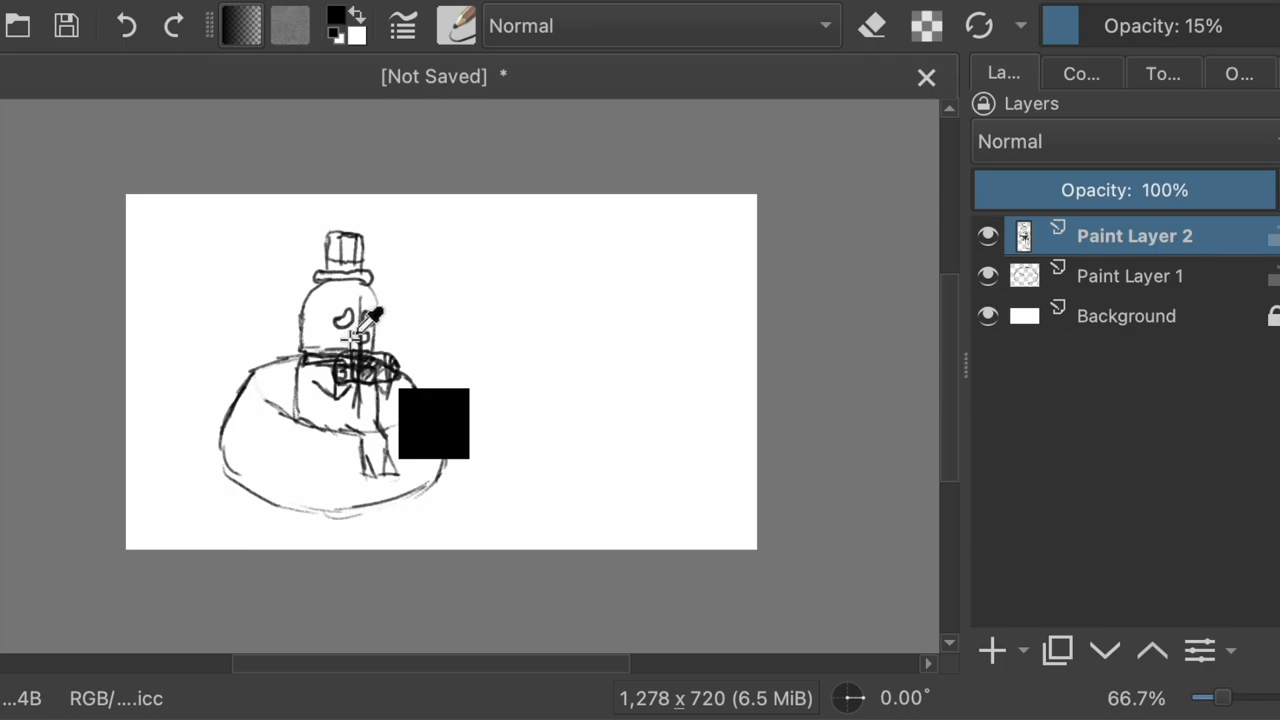 Normal
Opacity: 15%
[Not Saved] *
La...
Co...
To...
O...
Layers
Normal
Opacity: 100%
Paint Layer 2
Paint Layer 1
Background
...4B
RGB/....icc
1,278 x 720 (6.5 MiB)
0.00°
66.7%